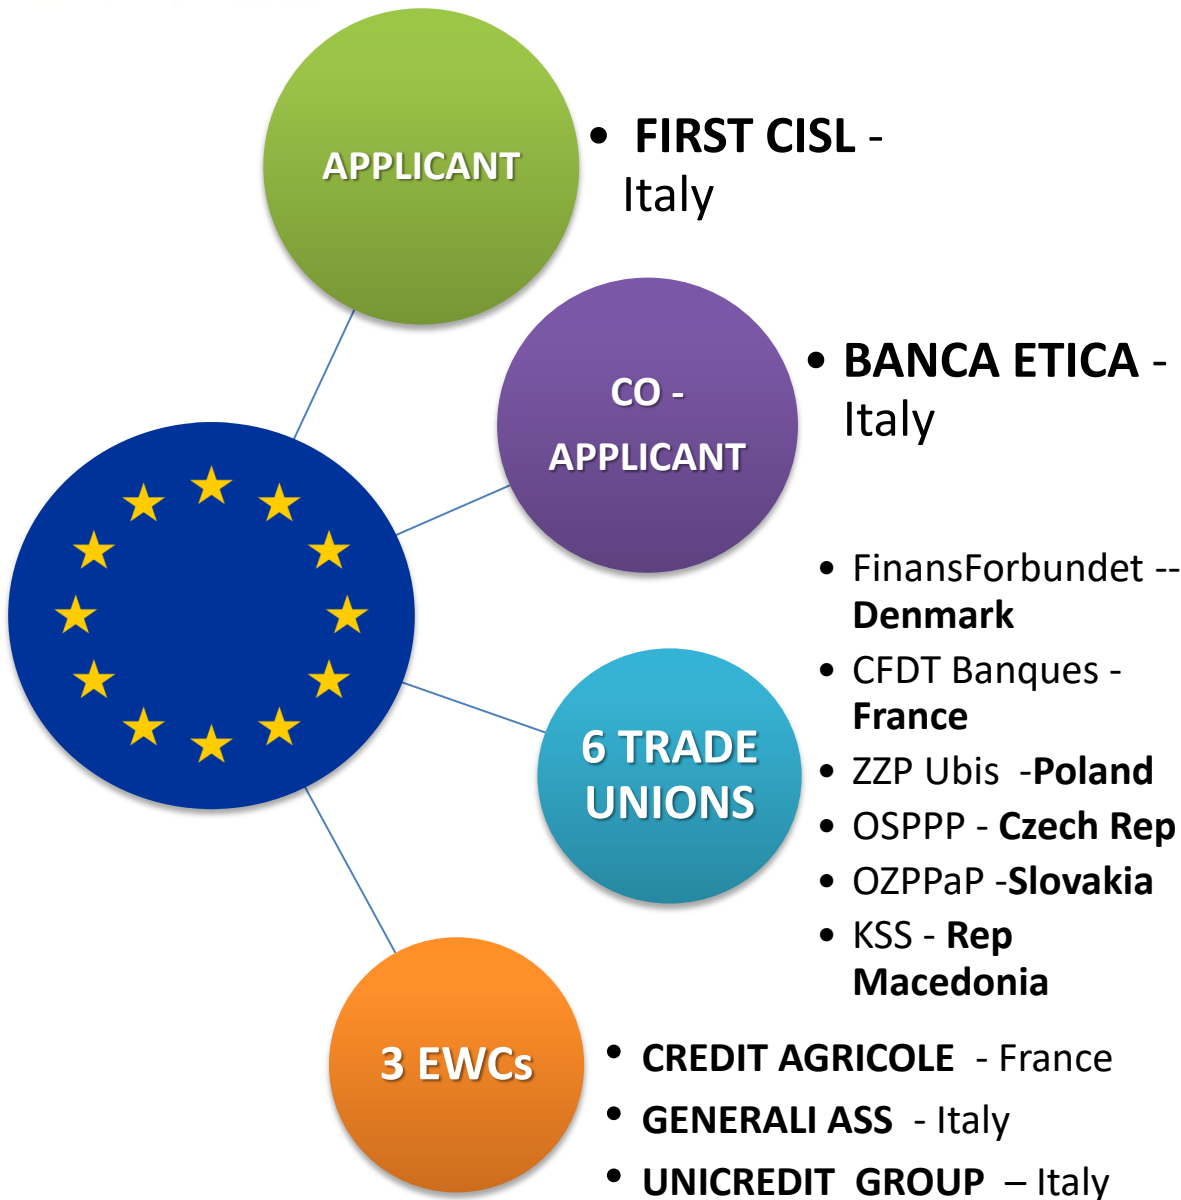 APPLICANT
• FIRST CISL -
Italy
CO -
APPLICANT
• BANCA ETICA -
Italy
6 TRADE
UNIONS
• FinansForbundet --
Denmark
• CFDT Banques -
France
• ZZP Ubis -Poland
• OSPPP - Czech Rep
• OZPPaP -Slovakia
• KSS - Rep
Macedonia
3 EWCs
• CREDIT AGRICOLE - France
• GENERALI ASS - Italy
• UNICREDIT GROUP – Italy